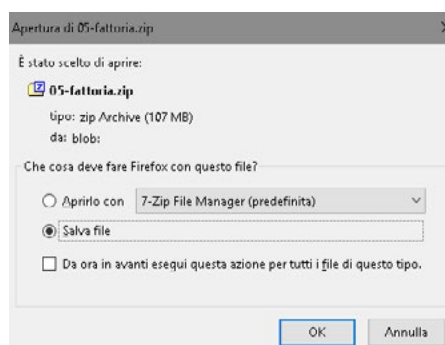 Apertura di 05-fattoria.zip
È stato scelto di aprire:
05-fattoria.zip
tipo: zip Archive (107 MB)
da: blob:
Che cosa deve fare Firefox con questo file?
Aprirlo con 7-Zip File Manager (predefinita)
Salva file
Da ora in avanti esegui questa azione per tutti i file di questo tipo.
OK Annulla